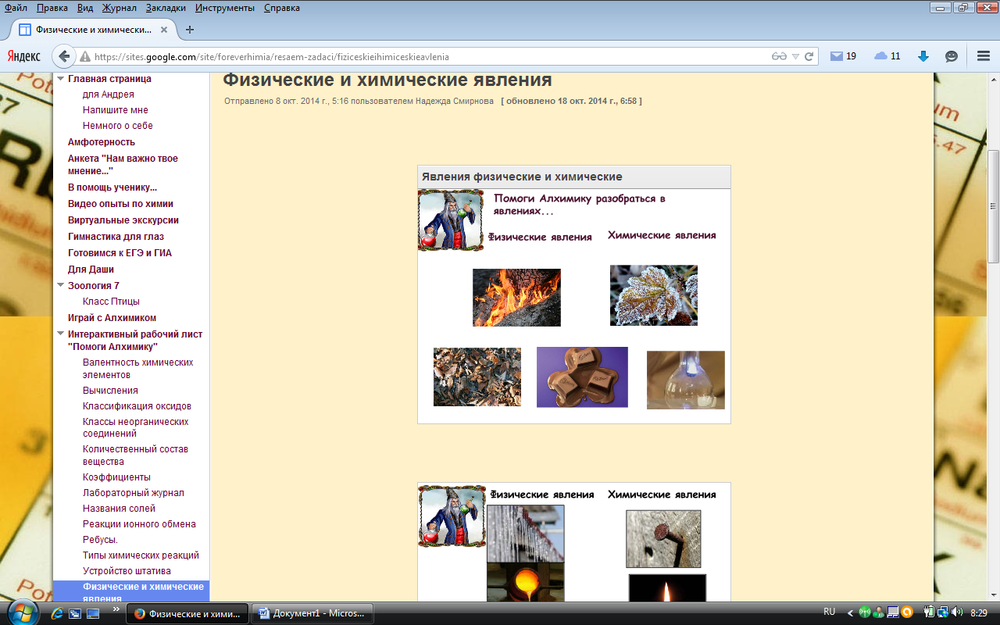 Файл Правка Вид Журнал Закладки Инструменты Справка
Физические и химически...
Яндекс
https://sites.google.com/site/foreverhimia/resaem-zadaci/fiziceskieihimiceskieavlenia
19
11
Главная страница
для Андрея
Напишите мне
Немного о себе
Амфотерность
Анкета "Нам важно твое
мнение..."
В помощь ученику...
Видео опыты по химии
Виртуальные экскурсии
Гимнастика для глаз
Готовимся к ЕГЭ и ГИА
Для Даши
Зоология 7
Класс Птицы
Играй с Алхимиком
Интерактивный рабочий лист
"Помоги Алхимику"
Валентность химических
элементов
Вычисления
Классификация оксидов
Классы неорганических
соединений
Количественный состав
вещества
Коэффициенты
Лабораторный журнал
Названия солей
Реакции ионного обмена
Ребусы.
Типы химических реакций
Устройство штатива
Физические и химические
явления
Физические и химические явления
Отправлено 8 окт. 2014 г., 5:16 пользователем Надежда Смирнова [ обновлено 18 окт. 2014 г., 6:58 ]
Явления физические и химические
Помоги Алхимику разобраться в
явлениях...
Физические явления
Химические явления
Физические явления
Химические явления
Физические и хими...
Документ1 - Micros...
RU
8:29